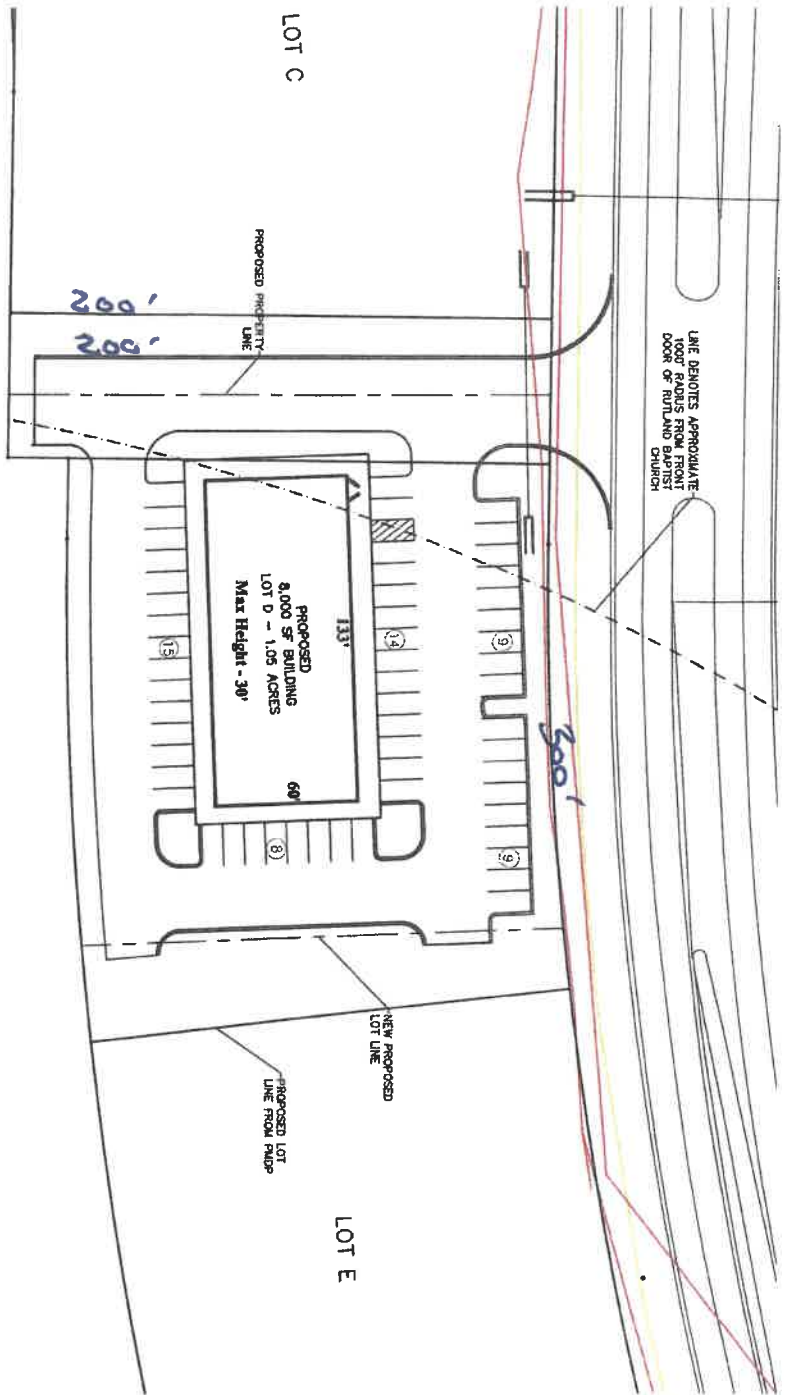 LOT C
PROPOSED PROPERTY
LINE
200'
200'
LINE DENOTES APPROXIMATE
1000' RADIUS FROM FRONT
DOOR OF RUTLAND BAPTIST
CHURCH
133'
PROPOSED
8,000 SF BUILDING
LOT D - 1.05 ACRES
Max Height - 30'
60'
15
14
9
9
8
300'
NEW PROPOSED
LOT LINE
PROPOSED LOT
LINE FROM PMDP
LOT E